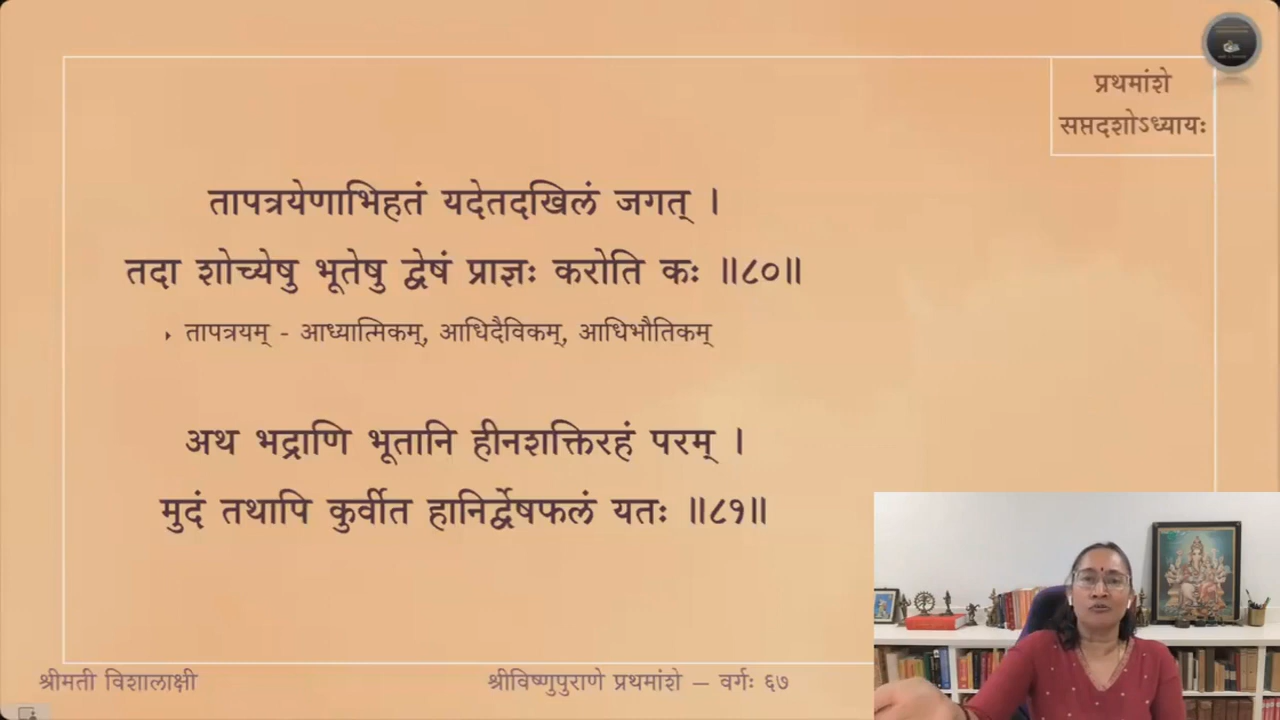 प्रथमांशे
सप्तदशोऽध्यायः
तापत्रयेणाभिहतं यदेतदखिलं जगत् ।
तदा शोच्येषु भूतेषु द्वेषं प्राज्ञः करोति कः ॥८०॥
तापत्रयम् - आध्यात्मिकम्, आधिदैविकम्, आधिभौतिकम्
अथ भद्राणि भूतानि हीनशक्तिरहं परम् ।
मुदं तथापि कुर्वीत हानिर्द्वेषफलं यतः ॥८१॥
श्रीमती विशालाक्षी
श्रीविष्णुपुराणे प्रथमांशे – वर्गः ६७